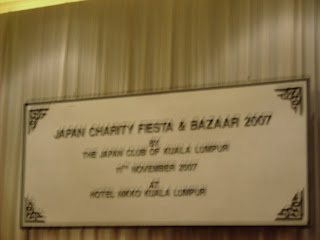 JAPAN CHARITY FIESTA & BAZAAR 2007
BY
THE JAPAN CLUB OF KUALA LUMPUR
11TH NOVEMBER 2007
AT
HOTEL NIKKO KUALA LUMPUR